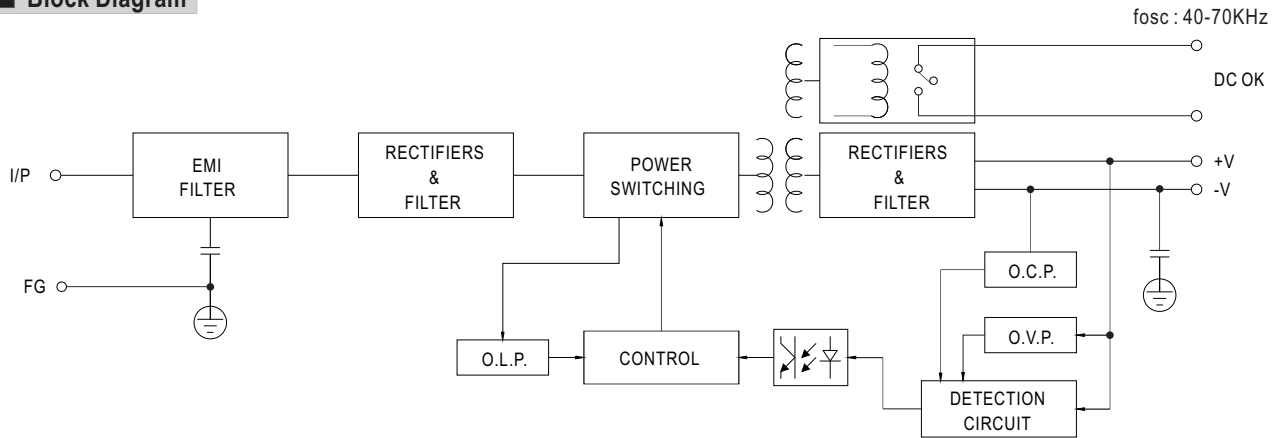 Block Diagram
fosc : 40-70KHz
DC OK
I/P
EMI
FILTER
RECTIFIERS
&
FILTER
POWER
SWITCHING
RECTIFIERS
&
FILTER
+V
-V
FG
O.C.P.
O.V.P.
O.L.P.
CONTROL
DETECTION
CIRCUIT